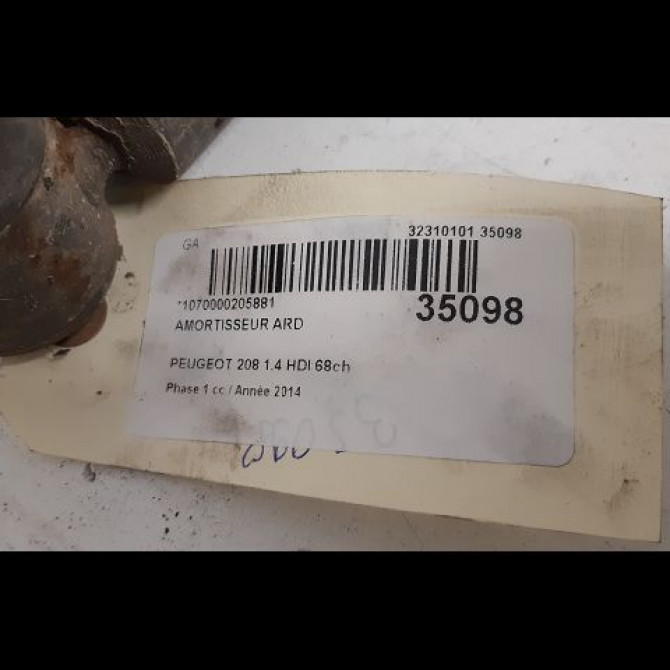 GA 32310101 35098
*1070000205881 35098
AMORTISSEUR ARD
PEUGEOT 208 1.4 HDI 68ch
Phase 1 cc / Année 2014